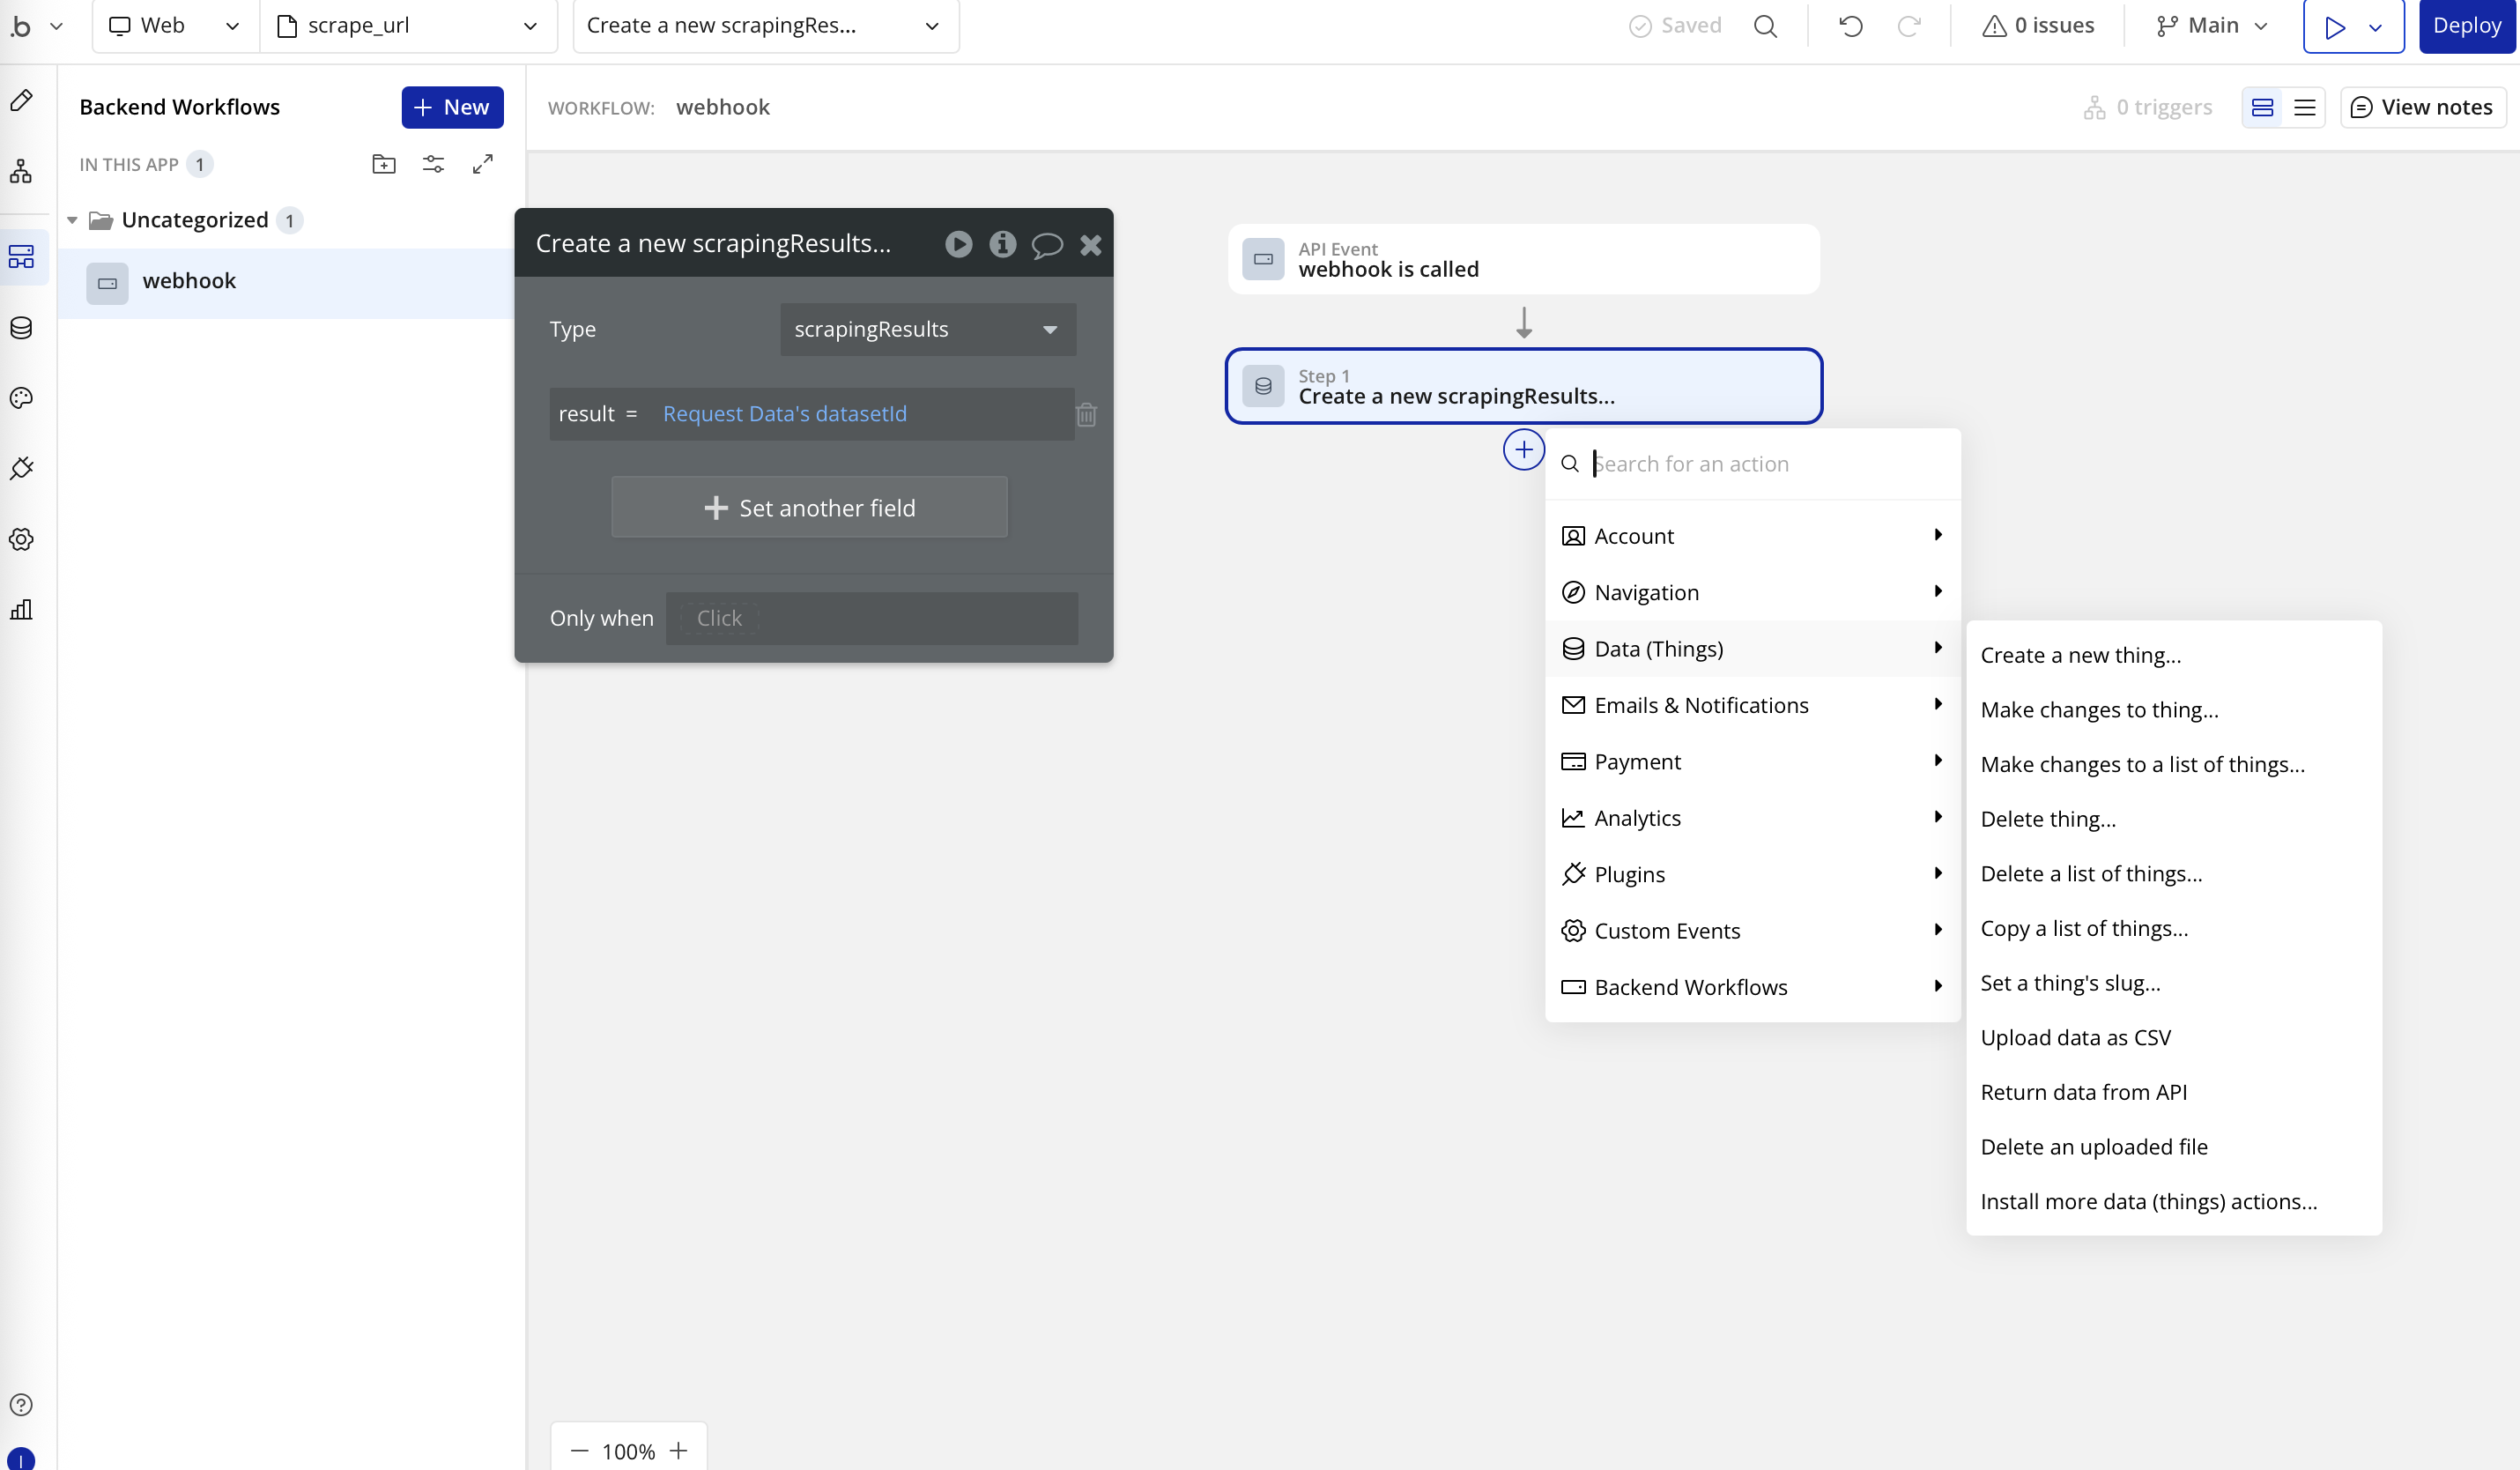 .b
Web
scrape_url
Create a new scrapingRes...
Saved
0 issues
Main
Deploy
Backend Workflows
+ New
IN THIS APP 1
Uncategorized 1
webhook
WORKFLOW: webhook
0 triggers
View notes
Create a new scrapingResults...
Type
scrapingResults
result = Request Data's datasetId
Set another field
Only when
Click
API Event
webhook is called
Step 1
Create a new scrapingResults...
Search for an action
Account
Navigation
Data (Things)
Emails & Notifications
Payment
Analytics
Plugins
Custom Events
Backend Workflows
Create a new thing...
Make changes to thing...
Make changes to a list of things...
Delete thing...
Delete a list of things...
Copy a list of things...
Set a thing's slug...
Upload data as CSV
Return data from API
Delete an uploaded file
Install more data (things) actions...
100%